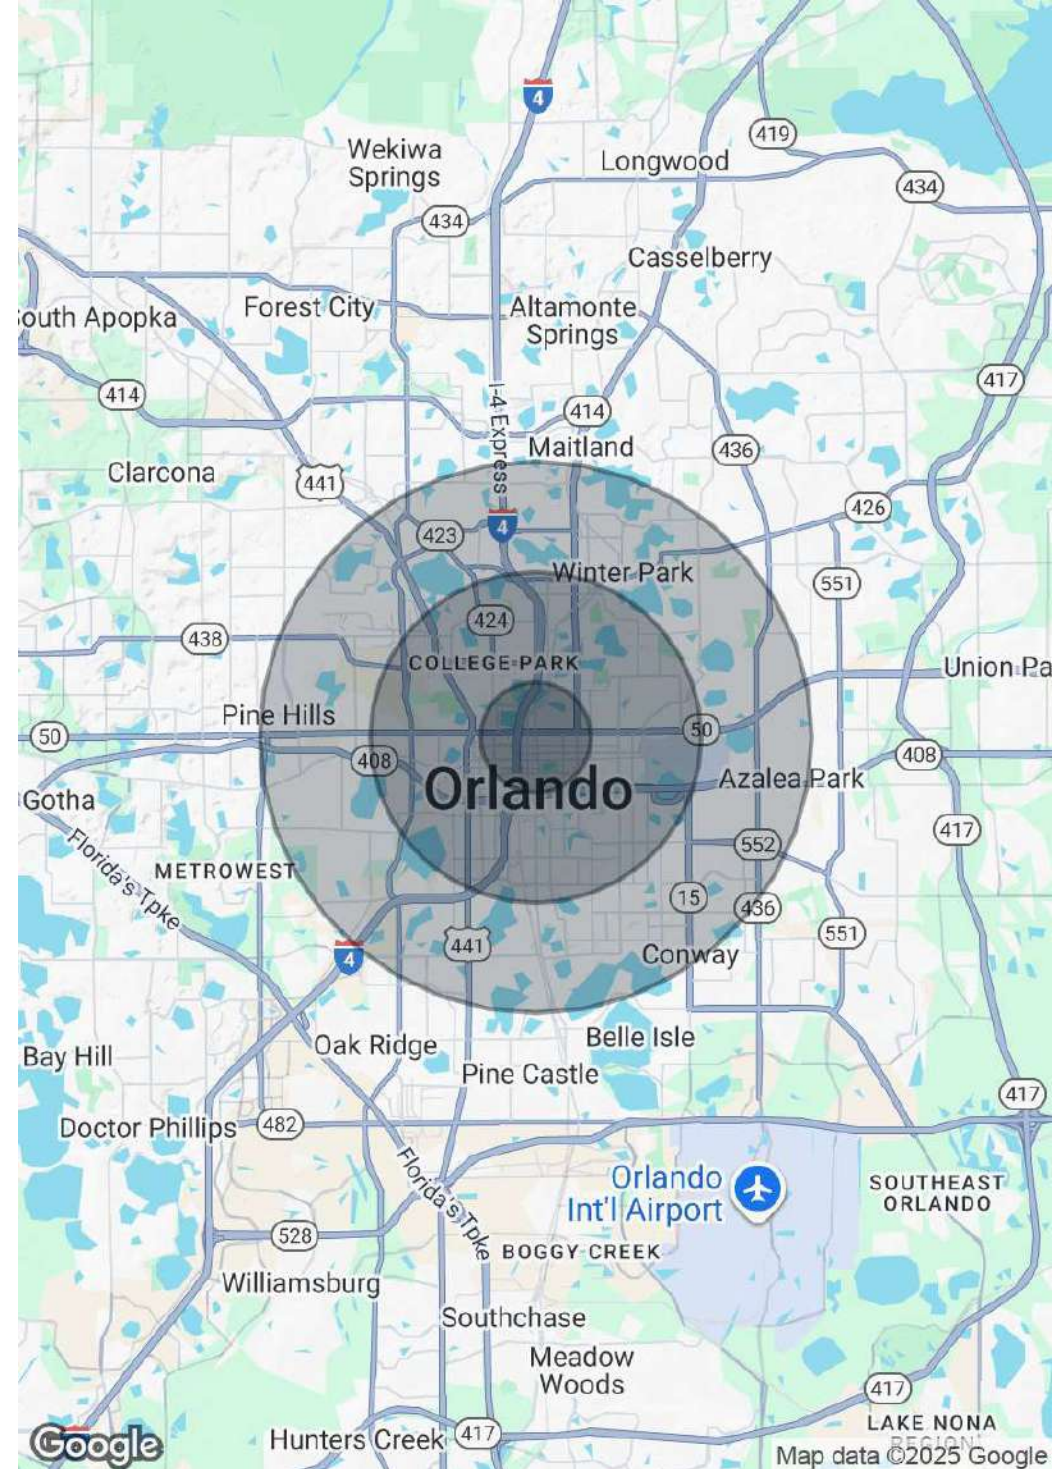 4
419
Wekiwa
Springs
Longwood
434
434
Casselberry
Forest City
Altamonte
Springs
outh Apopka
417
414
I-4 Express
414
Maitland
436
Clarcona
441
426
423
4
Winter Park
551
424
438
COLLEGE PARK
Union Pa
Pine Hills
50
50
408
408
Orlando
Azalea Park
Gotha
417
Florida's Tpke
552
METROWEST
15
436
551
441
4
Conway
Oak Ridge
Belle Isle
Bay Hill
Pine Castle
417
Doctor Phillips
482
Florida's Tpke
Orlando
Int'l Airport
SOUTHEAST
ORLANDO
528
BOGGY CREEK
Williamsburg
Southchase
Meadow
Woods
417
LAKE NONA
REGION
Hunters Creek
417
Google
Map data ©2025 Google